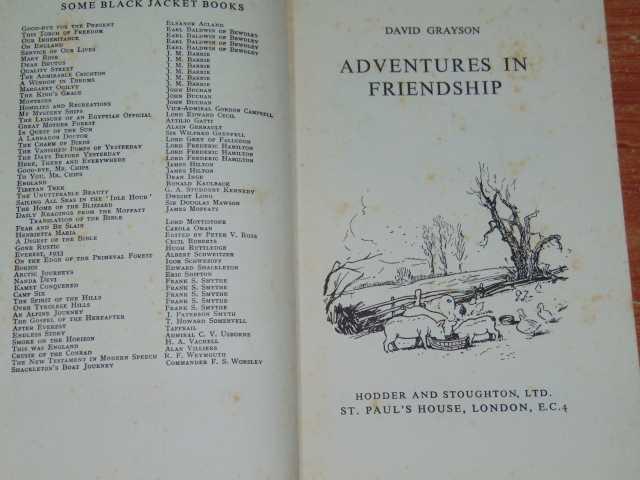 SOME BLACK JACKET BOOKS
GOOD-BYE FOR THE PRESENT ELEANOR ACLAND
THIS TORCH OF FREEDOM EARL BALDWIN OF BEWDLEY
OUR INHERITANCE EARL BALDWIN OF BEWDLEY
ON ENGLAND EARL BALDWIN OF BEWDLEY
SERVICE OF OUR LIVES EARL BALDWIN OF BEWDLEY
MARY ROSE J. M. BARRIE
DEAR BRUTUS J. M. BARRIE
QUALITY STREET J. M. BARRIE
THE ADMIRABLE CRICHTON J. M. BARRIE
A WINDOW IN THRUMS J. M. BARRIE
MARGARET OGILVY J. M. BARRIE
THE KING'S GRACE JOHN BUCHAN
MONTROSE JOHN BUCHAN
HOMILIES AND RECREATIONS JOHN BUCHAN
MY MYSTERY SHIPS VICE-ADMIRAL GORDON CAMPBELL
THE LEISURE OF AN EGYPTIAN OFFICIAL LORD EDWARD CECIL
GREAT MOTHER FOREST ATTILIO GATTI
IN QUEST OF THE SUN ALAIN GERBAULT
A LABRADOR DOCTOR SIR WILFRED GRENFELL
THE CHARM OF BIRDS LORD GREY OF FALLODON
THE VANISHED POMPS OF YESTERDAY LORD FREDERIC HAMILTON
THE DAYS BEFORE YESTERDAY LORD FREDERIC HAMILTON
HERE, THERE AND EVERYWHERE LORD FREDERIC HAMILTON
GOOD-BYE, MR. CHIPS JAMES HILTON
TO YOU, MR. CHIPS JAMES HILTON
ENGLAND DEAN INGE
TIBETAN TREK RONALD KAULBACK
THE UNUTTERABLE BEAUTY G. A. STUDDERT KENNEDY
SAILING ALL SEAS IN THE 'IDLE HOUR' DWIGHT LONG
THE HOME OF THE BLIZZARD SIR DOUGLAS MAWSON
DAILY READINGS FROM THE MOFFATT JAMES MOFFATT
TRANSLATION OF THE BIBLE
FEAR AND BE SLAIN LORD MOTTISTONE
HENRIETTA MARIA CAROLA OMAN
A DIGEST OF THE BIBLE EDITED BY PETER V. ROSS
GONE RUSTIC CECIL ROBERTS
EVEREST, 1933 HUGH RUTTLEDGE
ON THE EDGE OF THE PRIMEVAL FOREST ALBERT SCHWEITZER
BORZOI IGOR SCHWEZOFF
ARCTIC JOURNEYS EDWARD SHACKLETON
NANDA DEVI ERIC SHIPTON
KAMET CONQUERED FRANK S. SMYTHE
CAMP SIX FRANK S. SMYTHE
THE SPIRIT OF THE HILLS FRANK S. SMYTHE
OVER TYROLESE HILLS FRANK S. SMYTHE
AN ALPINE JOURNEY FRANK S. SMYTHE
THE GOSPEL OF THE HEREAFTER J. PATERSON SMYTH
AFTER EVEREST T. HOWARD SOMERVELL
ENDLESS STORY TAFFRAIL
SMOKE ON THE HORIZON ADMIRAL C. V. USBORNE
THIS WAS ENGLAND H. A. VACHELL
CRUISE OF THE CONRAD ALAN VILLIERS
THE NEW TESTAMENT IN MODERN SPEECH R. F. WEYMOUTH
SHACKLETON'S BOAT JOURNEY COMMANDER F. S. WORSLEY
DAVID GRAYSON
ADVENTURES IN
FRIENDSHIP
HODDER AND STOUGHTON, LTD.
ST. PAUL'S HOUSE, LONDON, E.C.4